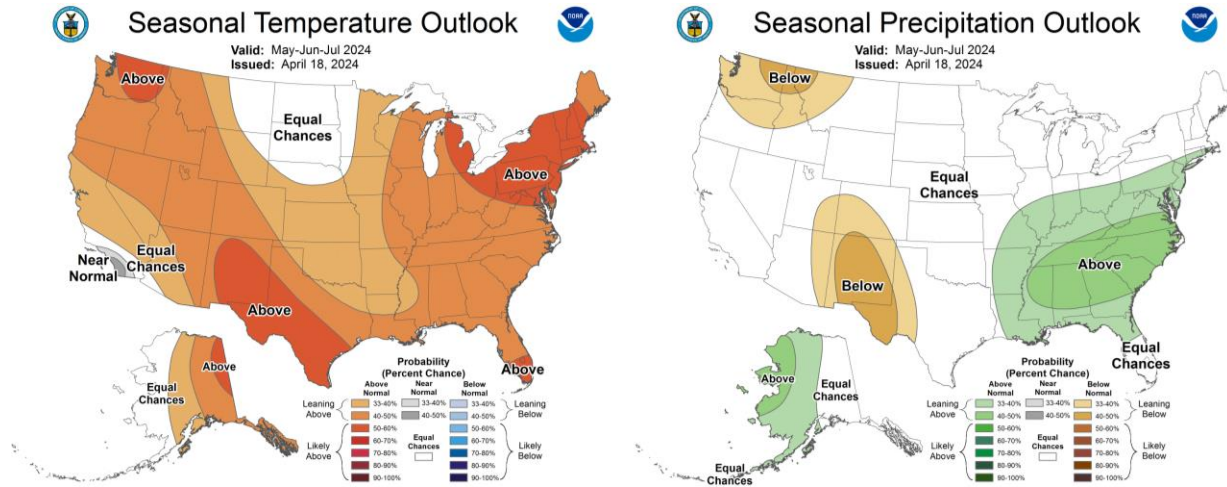 Seasonal Temperature Outlook
NOAA
Valid: May-Jun-Jul 2024
Issued: April 18, 2024
Above
Equal
Chances
Above
Near
Normal
Equal
Chances
Above
Above
Above
Equal
Chances
Probability
(Percent Chance)
Above
Normal
Near
Normal
Below
Normal
Leaning
Above
33-40%
40-50%
33-40%
40-50%
33-40%
40-50%
Leaning
Below
Likely
Above
50-60%
60-70%
70-80%
80-90%
90-100%
Equal
Chances
50-60%
60-70%
70-80%
80-90%
90-100%
Likely
Below
Seasonal Precipitation Outlook
NOAA
Valid: May-Jun-Jul 2024
Issued: April 18, 2024
Below
Equal
Chances
Below
Above
Equal
Chances
Above
Equal
Chances
Equal
Chances
Probability
(Percent Chance)
Above
Normal
Near
Normal
Below
Normal
Leaning
Above
33-40%
40-50%
33-40%
40-50%
33-40%
40-50%
Leaning
Below
Likely
Above
50-60%
60-70%
70-80%
80-90%
90-100%
Equal
Chances
50-60%
60-70%
70-80%
80-90%
90-100%
Likely
Below